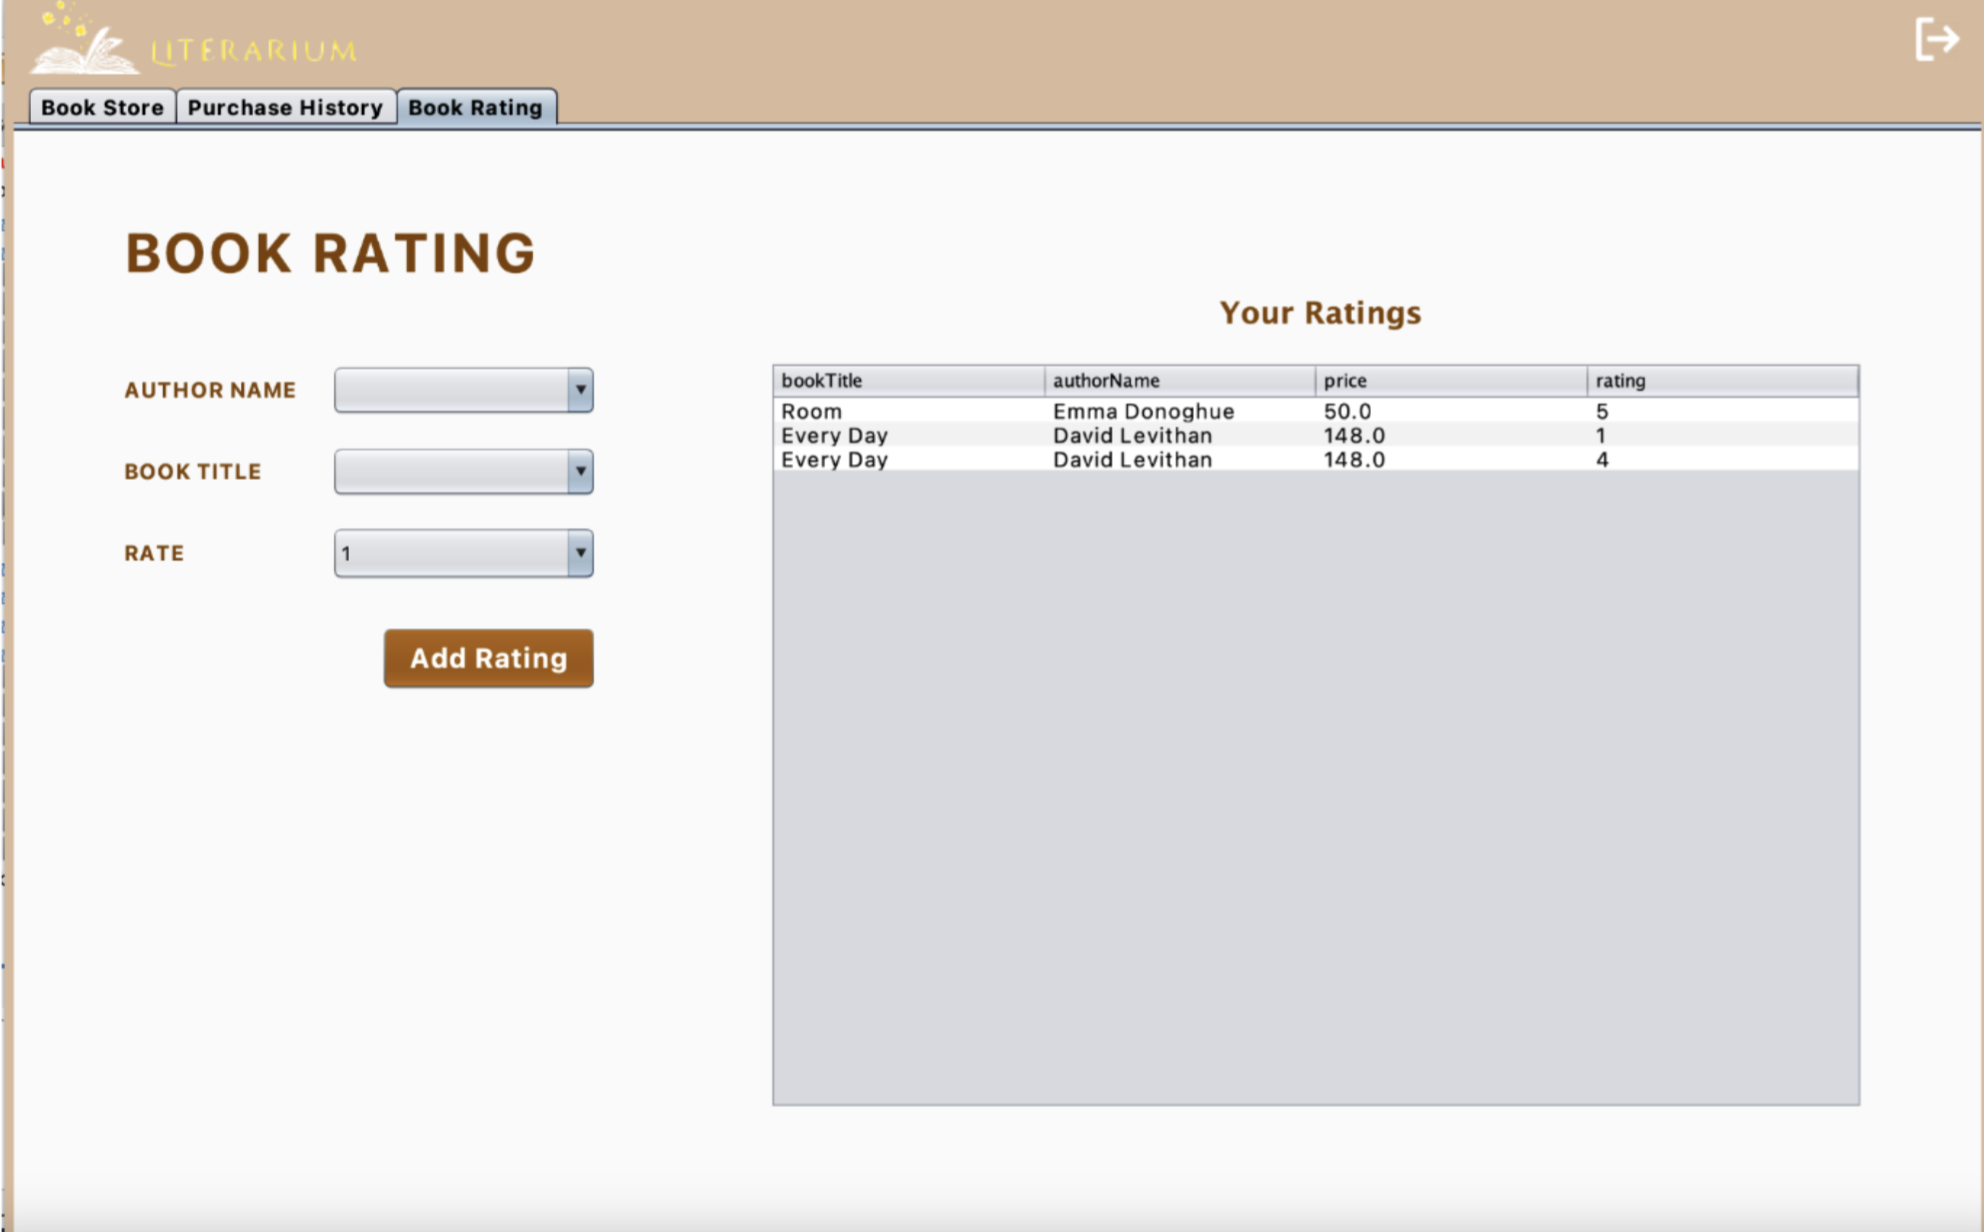 LITERARIUM
Book Store Purchase History Book Rating
BOOK RATING
Your Ratings
AUTHOR NAME
BOOK TITLE
RATE 1
Add Rating
bookTitle authorName price rating
Room Emma Donoghue 50.0 5
Every Day David Levithan 148.0 1
Every Day David Levithan 148.0 4